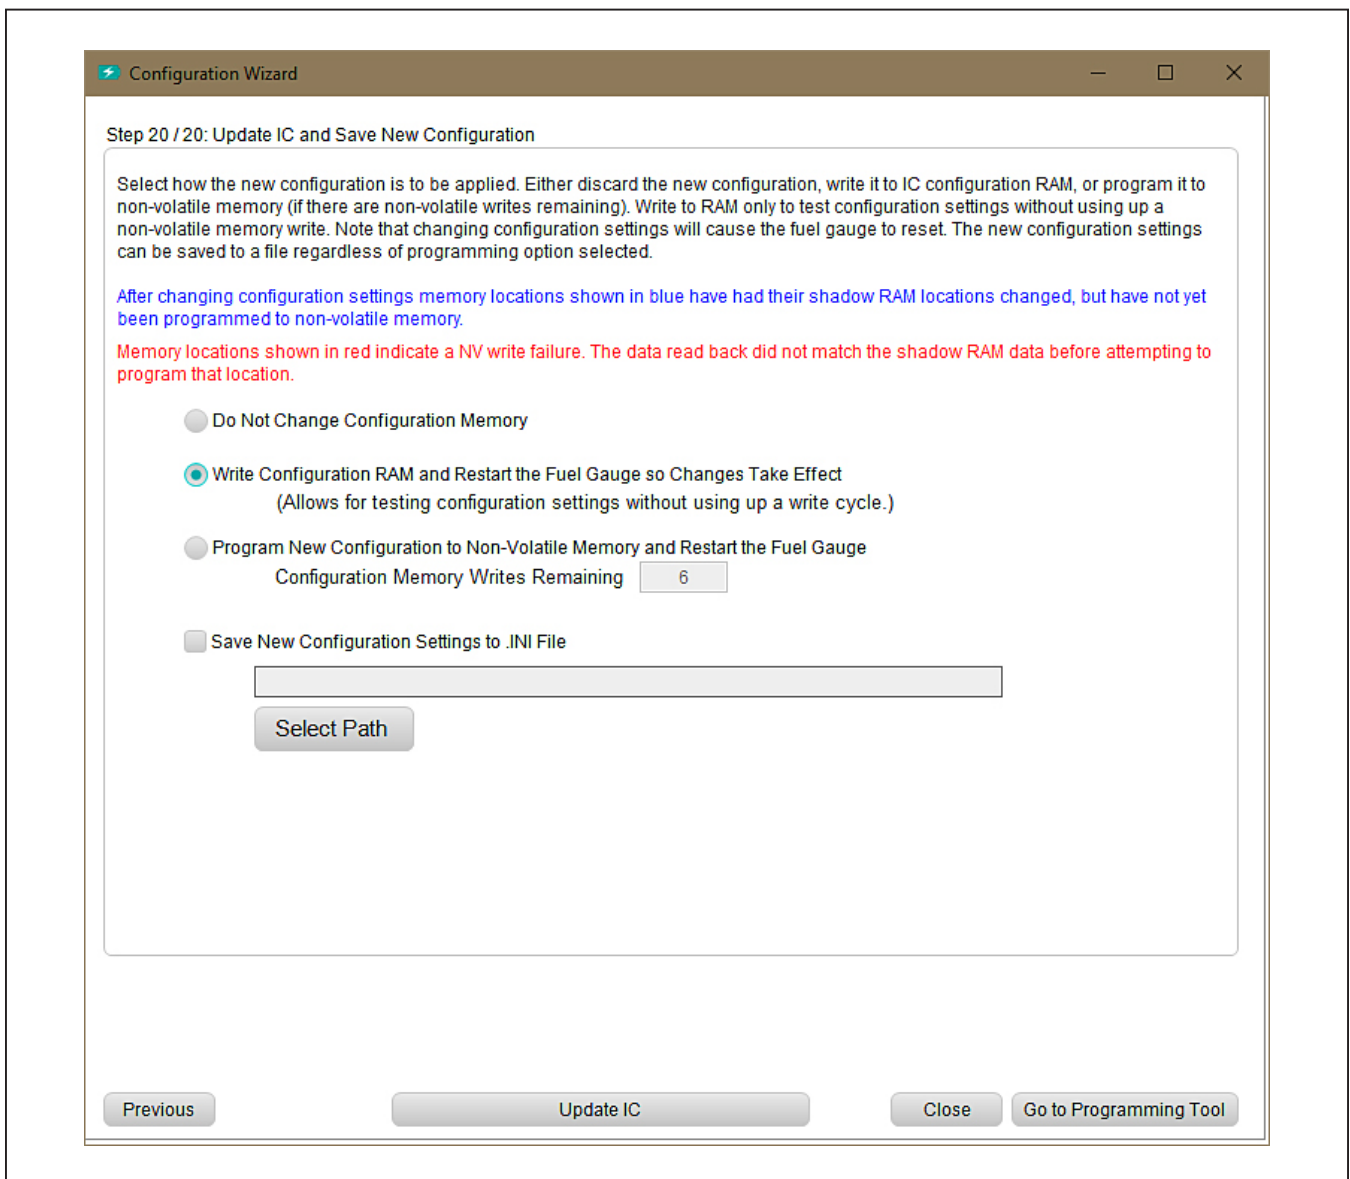 Configuration Wizard
Step 20 / 20: Update IC and Save New Configuration
Select how the new configuration is to be applied. Either discard the new configuration, write it to IC configuration RAM, or program it to
non-volatile memory (if there are non-volatile writes remaining). Write to RAM only to test configuration settings without using up a
non-volatile memory write. Note that changing configuration settings will cause the fuel gauge to reset. The new configuration settings
can be saved to a file regardless of programming option selected.
After changing configuration settings memory locations shown in blue have had their shadow RAM locations changed, but have not yet
been programmed to non-volatile memory.
Memory locations shown in red indicate a NV write failure. The data read back did not match the shadow RAM data before attempting to
program that location.
Do Not Change Configuration Memory
Write Configuration RAM and Restart the Fuel Gauge so Changes Take Effect
(Allows for testing configuration settings without using up a write cycle.)
Program New Configuration to Non-Volatile Memory and Restart the Fuel Gauge
Configuration Memory Writes Remaining 6
Save New Configuration Settings to .INI File
Select Path
Previous Update IC Close Go to Programming Tool